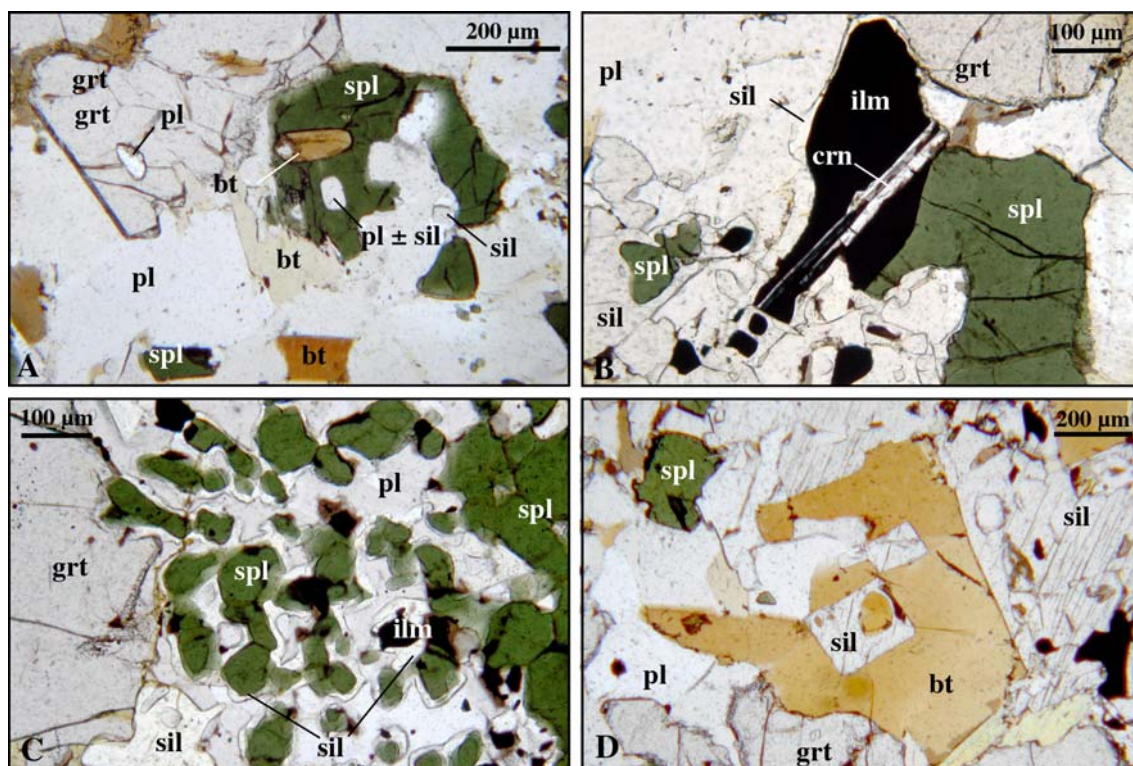 200 µm
grt
grt
pl
spl
bt
pl ± sil
sil
bt
pl
spl
bt
A
100 µm
pl
grt
sil
ilm
crn
spl
spl
sil
B
100 µm
pl
spl
grt
spl
ilm
sil
sil
C
200 µm
spl
sil
sil
pl
bt
grt
D